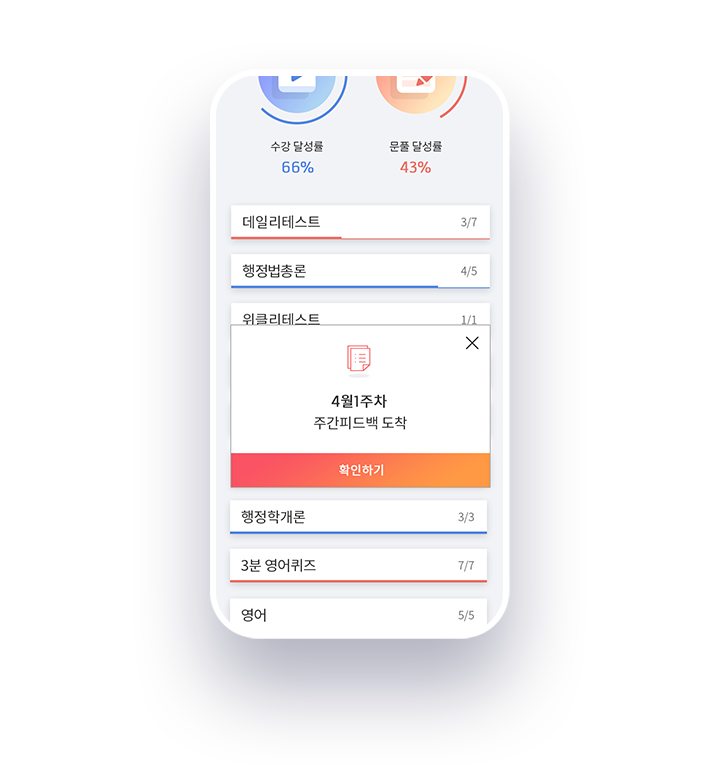 수강 달성률
문풀 달성률
66%
43%
데일리테스트
3/7
행정법총론
4/5
위클리테스트
1/1
4월1주차
주간피드백 도착
확인하기
행정학개론
3/3
3분 영어퀴즈
7/7
영어
5/5